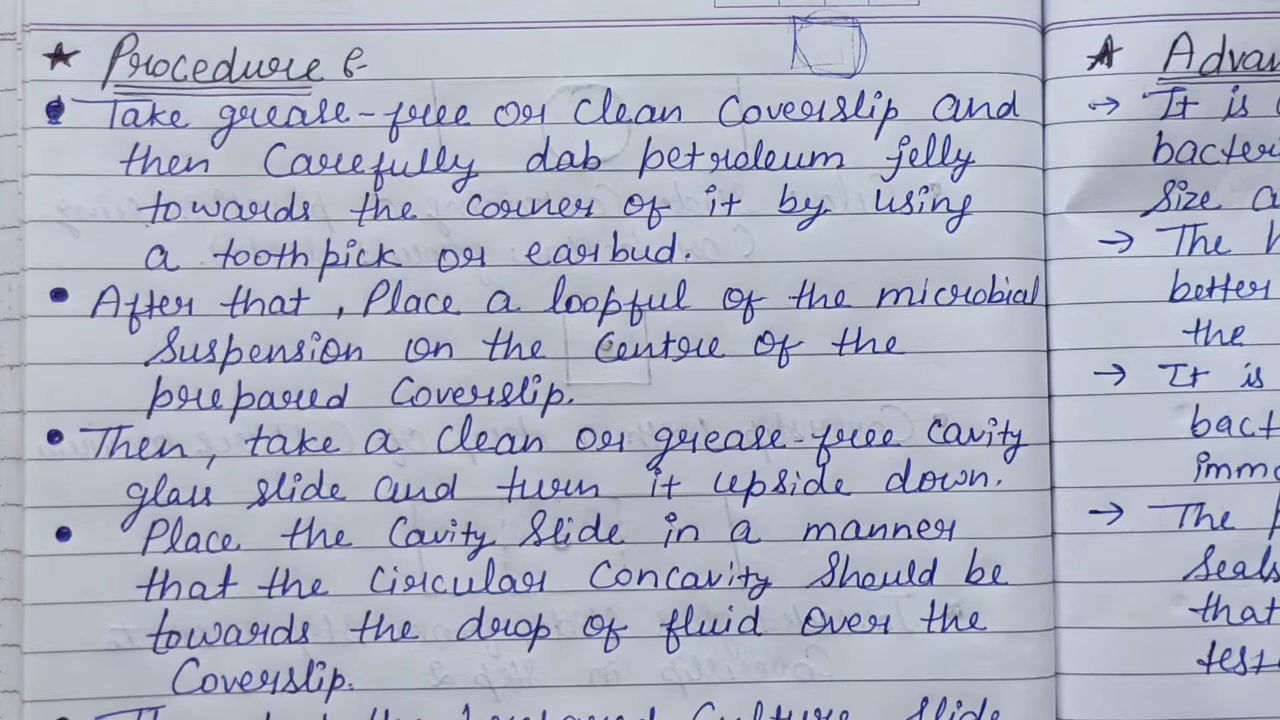 ★ Procedure :-
• Take grease-free or clean Coverslip and
then Carefully dab petroleum jelly
towards the corner of it by using
a toothpick or earbud.
• After that, Place a loopful of the microbial
Suspension on the Centre of the
prepared Coverslip.
• Then, take a clean or grease-free cavity
glass slide and turn it upside down.
• Place the Cavity Slide in a manner
that the circular Concavity Should be
towards the drop of fluid over the
Coverslip.
Culture slide
★ Advan
→ It is
bacteri
Size
→ The
better
the
→ It is
bact
immo
→ The
Seals
that
test